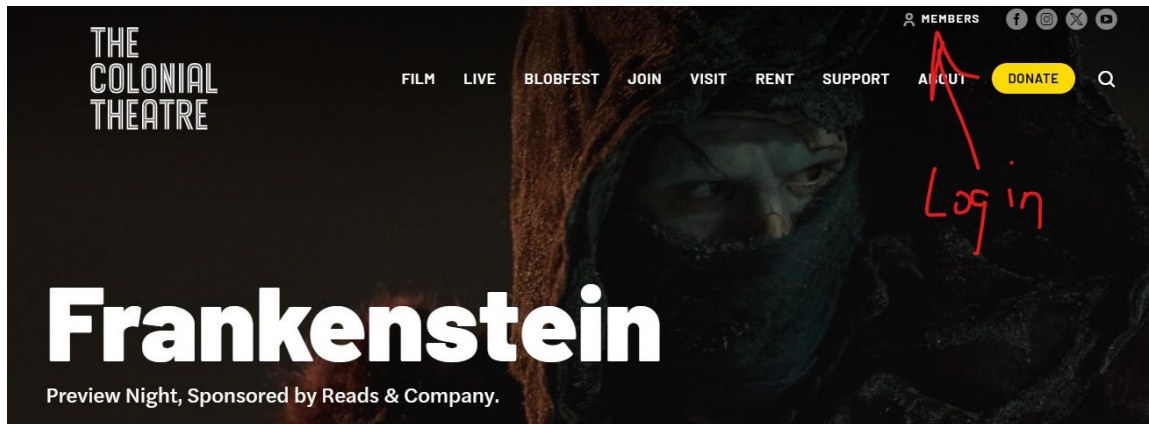 MEMBERS
THE
COLONIAL
THEATRE
FILM LIVE BLOBFEST JOIN VISIT RENT SUPPORT ABOUT DONATE
Log in
Frankenstein
Preview Night, Sponsored by Reads & Company.